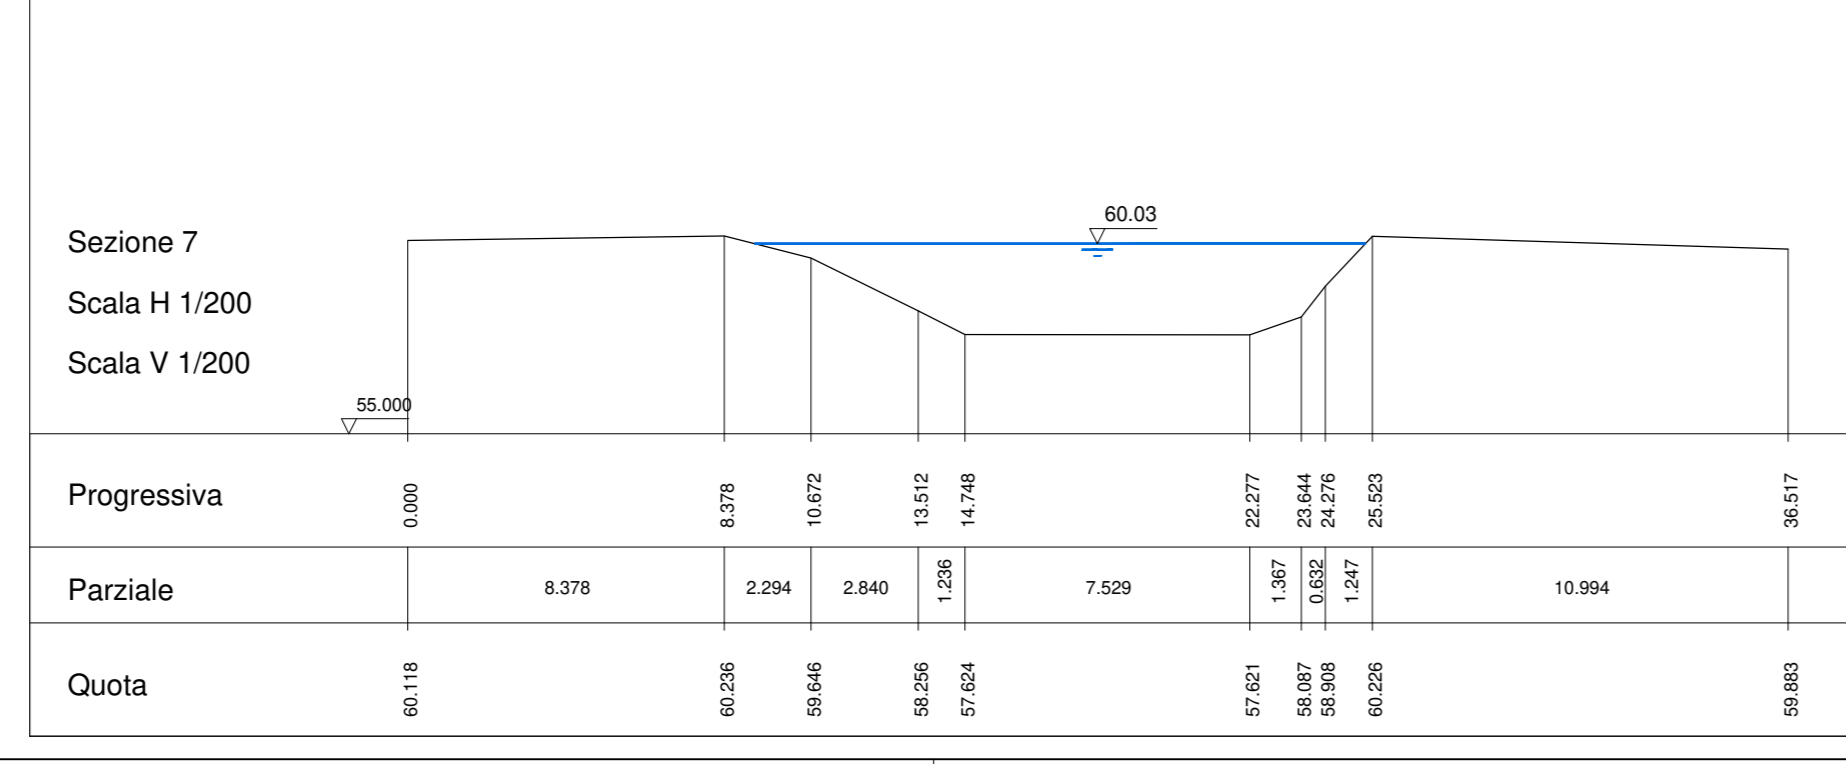 60.03
Sezione 7
Scala H 1/200
Scala V 1/200
55.000
Progressiva 0.000 8.378 10.672 13.512 14.748 22.277 23.644 24.276 25.523 36.517
Parziale 8.378 2.294 2.840 1.236 7.529 1.367 0.632 1.247 10.994
Quota 60.118 60.236 59.646 58.256 57.624 57.621 58.087 58.908 60.226 59.883